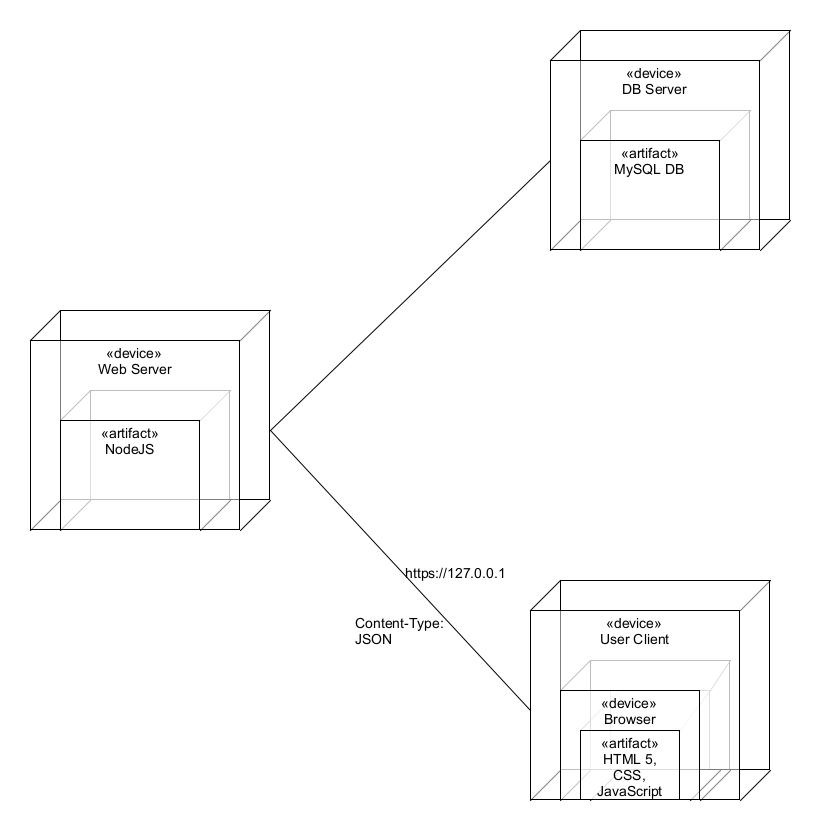 «device»
DB Server
«artifact»
MySQL DB
«device»
Web Server
«artifact»
NodeJS
https://127.0.0.1
Content-Type:
JSON
«device»
User Client
«device»
Browser
«artifact»
HTML 5,
CSS,
JavaScript